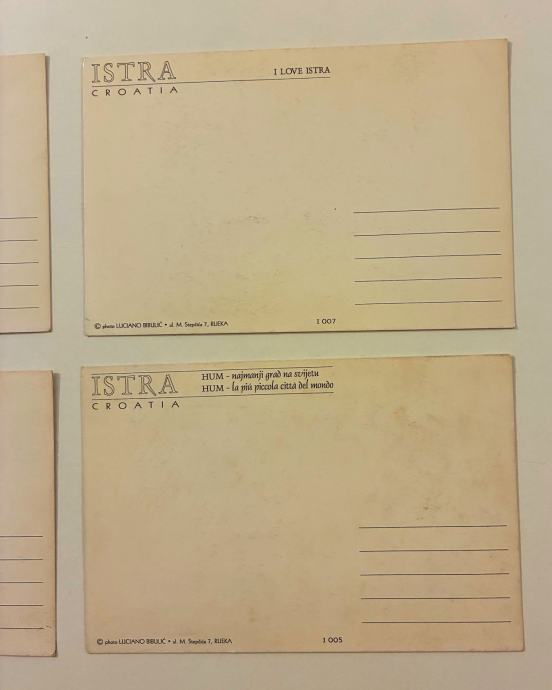 ISTRA
I LOVE ISTRA
CROATIA
© photo LUCIANO BIBULIĆ • ul. M. Stepčića 7, RIJEKA
I 007
ISTRA
HUM - najmanji grad na svijetu
HUM - la più piccola città del mondo
CROATIA
© photo LUCIANO BIBULIĆ • ul. M. Stepčića 7, RIJEKA
I 005